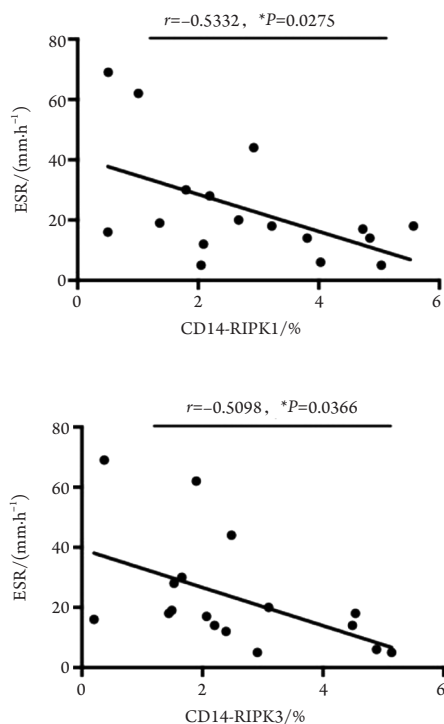 r=–0.5332, *P=0.0275
80
60
40
20
0
ESR/(mm·h⁻¹)
0 2 4 6
CD14-RIPK1/%
r=–0.5098, *P=0.0366
80
60
40
20
0
ESR/(mm·h⁻¹)
0 2 4 6
CD14-RIPK3/%